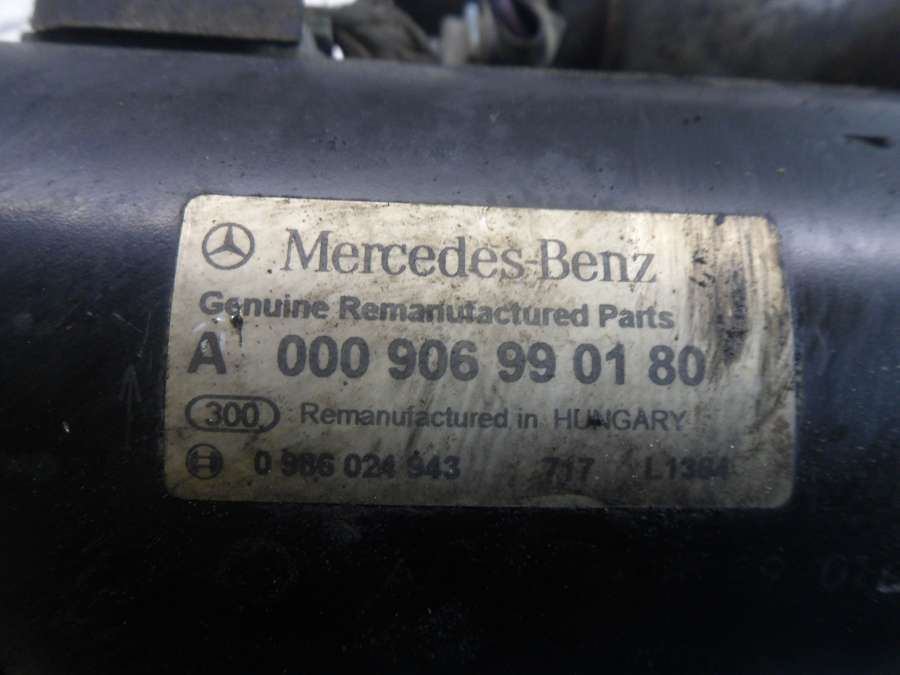 Mercedes-Benz
Genuine Remanufactured Parts
A 000 906 99 01 80
300 Remanufactured in HUNGARY
0 986 024 943 717